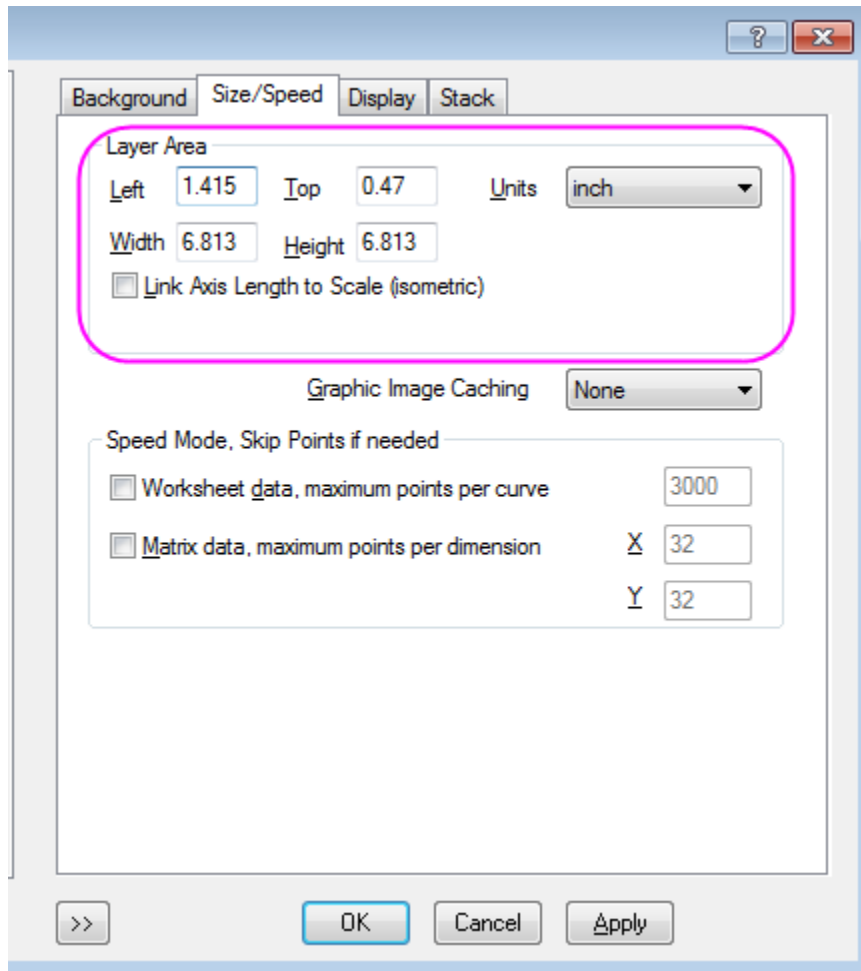 ?
Background Size/Speed Display Stack
Layer Area
Left 1.415 Top 0.47 Units inch
Width 6.813 Height 6.813
Link Axis Length to Scale (isometric)
Graphic Image Caching None
Speed Mode, Skip Points if needed
Worksheet data, maximum points per curve 3000
Matrix data, maximum points per dimension X 32
Y 32
>> OK Cancel Apply